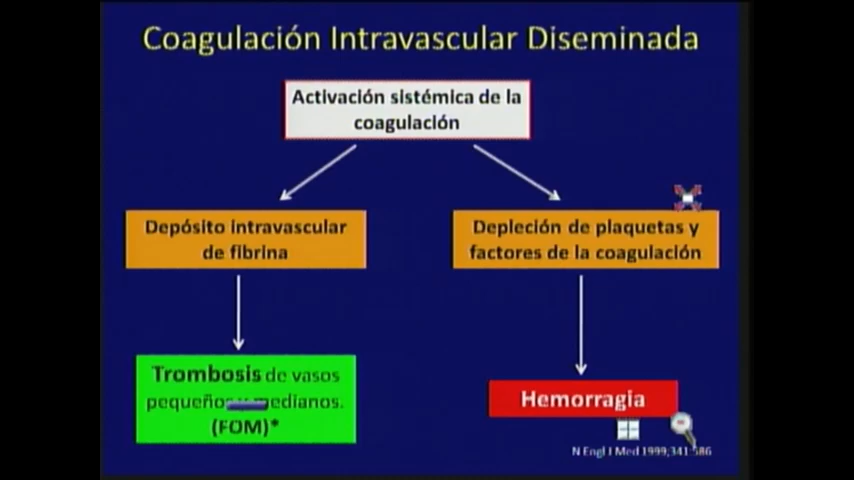 Coagulación Intravascular Diseminada
Activación sistémica de la
coagulación
Depósito intravascular
de fibrina
Depleción de plaquetas y
factores de la coagulación
Trombosis de vasos
pequeños y medianos.
(FOM)*
Hemorragia
N Engl J Med 1999;341:586